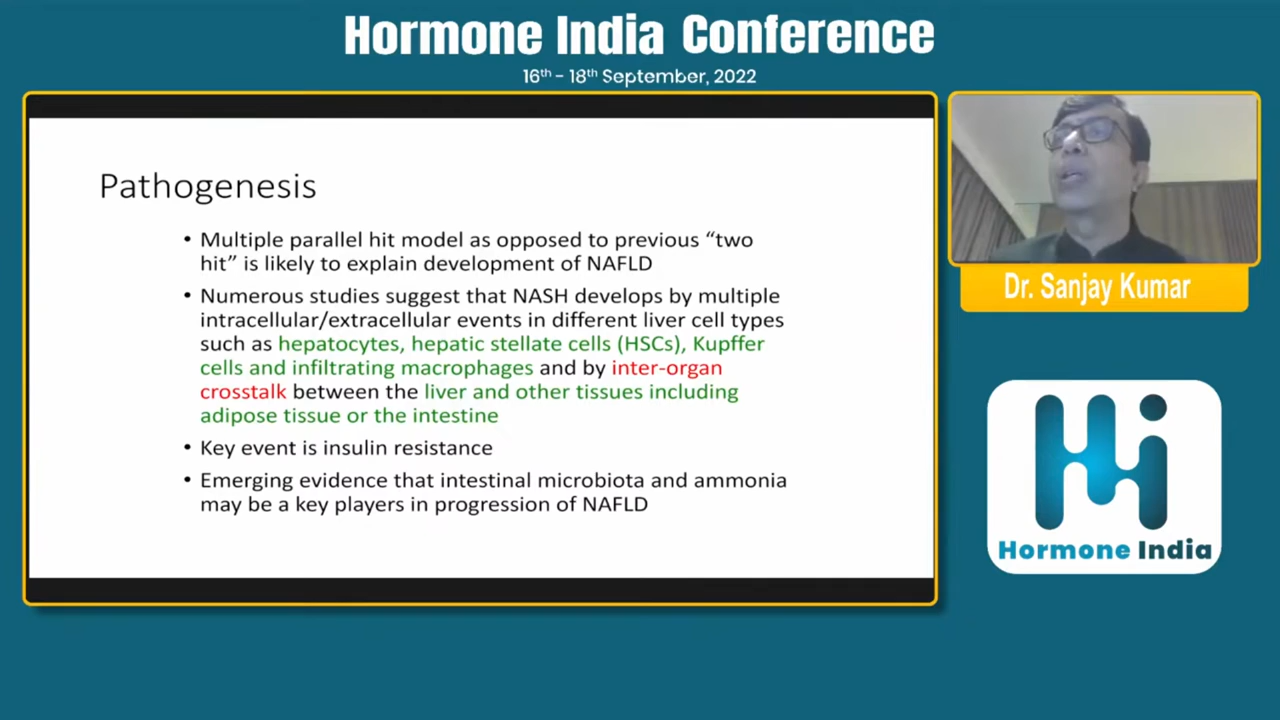 Hormone India Conference
16th - 18th September, 2022
Pathogenesis
• Multiple parallel hit model as opposed to previous “two
hit” is likely to explain development of NAFLD
• Numerous studies suggest that NASH develops by multiple
intracellular/extracellular events in different liver cell types
such as hepatocytes, hepatic stellate cells (HSCs), Kupffer
cells and infiltrating macrophages and by inter-organ
crosstalk between the liver and other tissues including
adipose tissue or the intestine
• Key event is insulin resistance
• Emerging evidence that intestinal microbiota and ammonia
may be a key players in progression of NAFLD
Dr. Sanjay Kumar
Hi
Hormone India